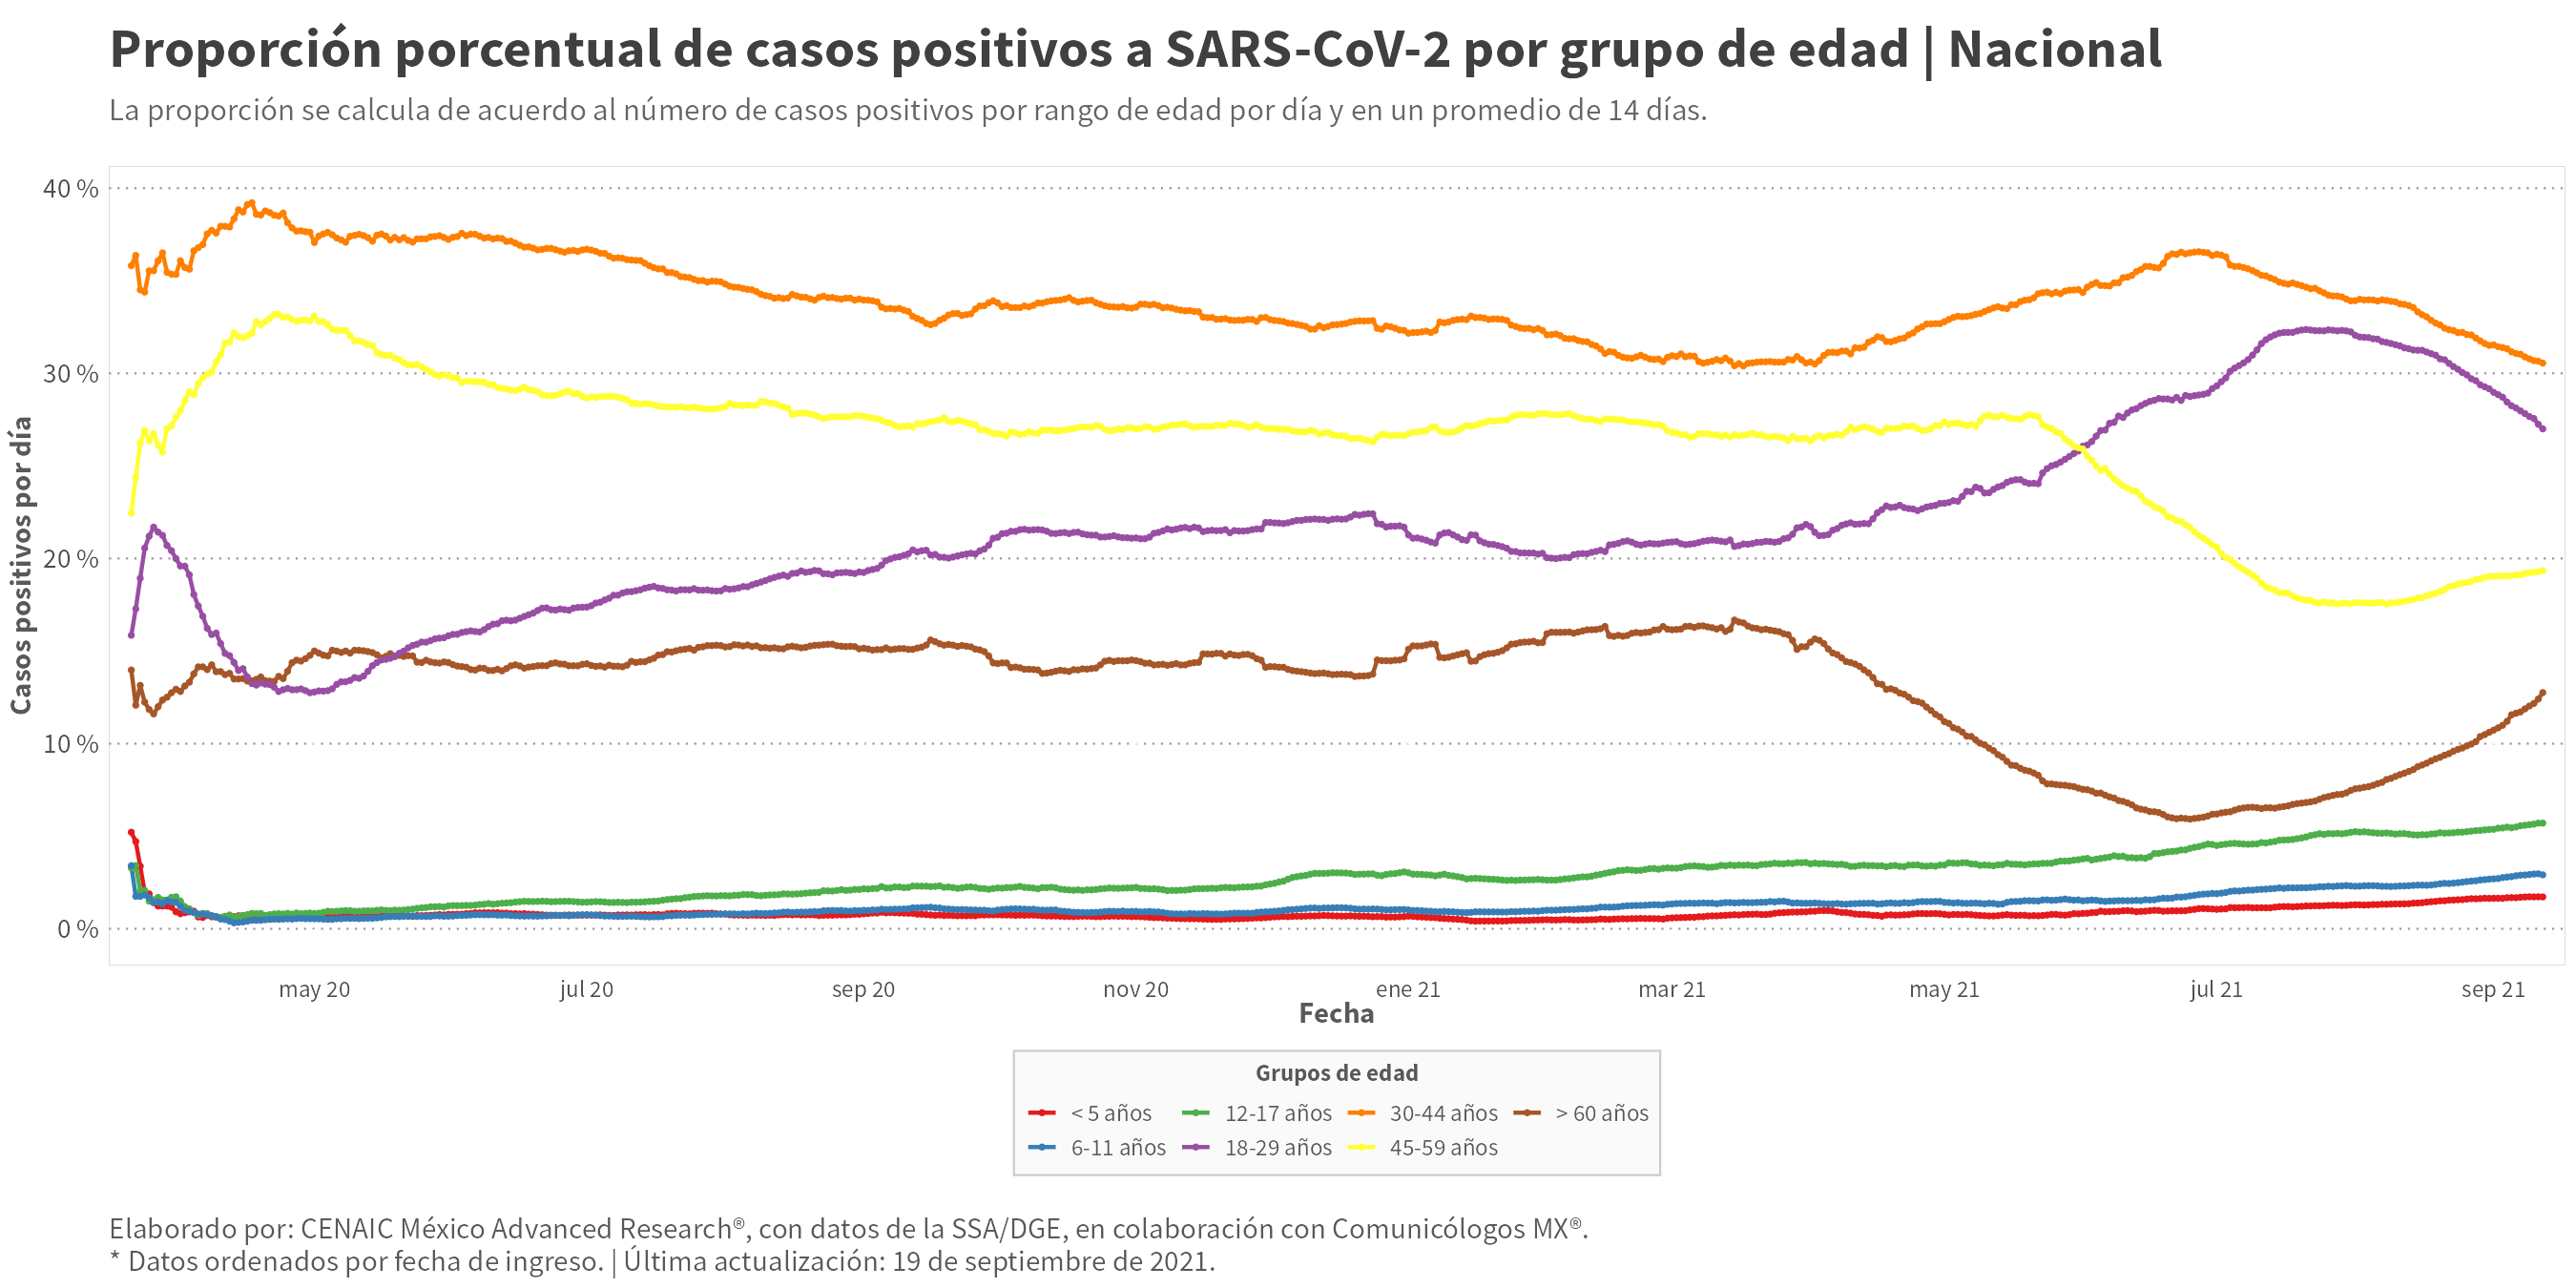 Proporción porcentual de casos positivos a SARS-CoV-2 por grupo de edad | Nacional
La proporción se calcula de acuerdo al número de casos positivos por rango de edad por día y en un promedio de 14 días.
Casos positivos por día
40 %
30 %
20 %
10 %
0 %
may 20 jul 20 sep 20 nov 20 ene 21 mar 21 may 21 jul 21 sep 21
Fecha
Grupos de edad
< 5 años 12-17 años 30-44 años > 60 años
6-11 años 18-29 años 45-59 años
Elaborado por: CENAIC México Advanced Research®, con datos de la SSA/DGE, en colaboración con Comunicólogos MX®.
* Datos ordenados por fecha de ingreso. | Última actualización: 19 de septiembre de 2021.